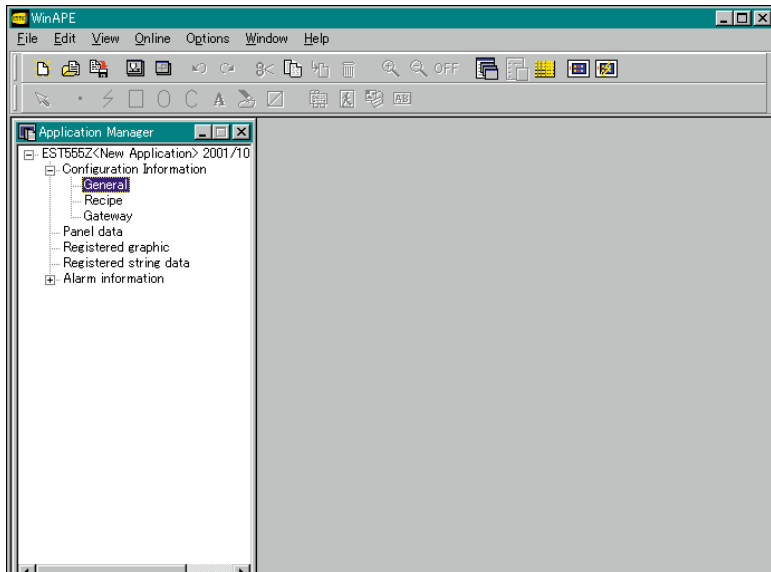 WinAPE
File Edit View Online Options Window Help
OFF
A AB
Application Manager
EST555Z<New Application> 2001/10
Configuration Information
General
Recipe
Gateway
Panel data
Registered graphic
Registered string data
Alarm information